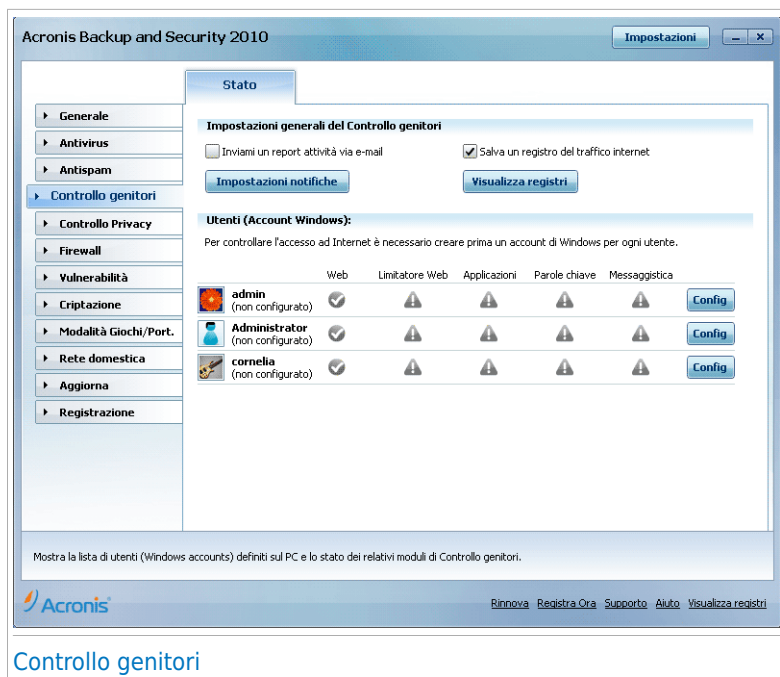 Acronis Backup and Security 2010
Impostazioni
Stato
Generale
Antivirus
Antispam
Controllo genitori
Controllo Privacy
Firewall
Vulnerabilità
Criptazione
Modalità Giochi/Port.
Rete domestica
Aggiorna
Registrazione
Impostazioni generali del Controllo genitori
Inviami un report attività via e-mail
Salva un registro del traffico internet
Impostazioni notifiche
Visualizza registri
Utenti (Account Windows):
Per controllare l'accesso ad Internet è necessario creare prima un account di Windows per ogni utente.
Web Limitatore Web Applicazioni Parole chiave Messaggistica
admin
(non configurato)
Config
Administrator
(non configurato)
Config
cornelia
(non configurato)
Config
Mostra la lista di utenti (Windows accounts) definiti sul PC e lo stato dei relativi moduli di Controllo genitori.
Acronis
Rinnova Registra Ora Supporto Aiuto Visualizza registri
Controllo genitori